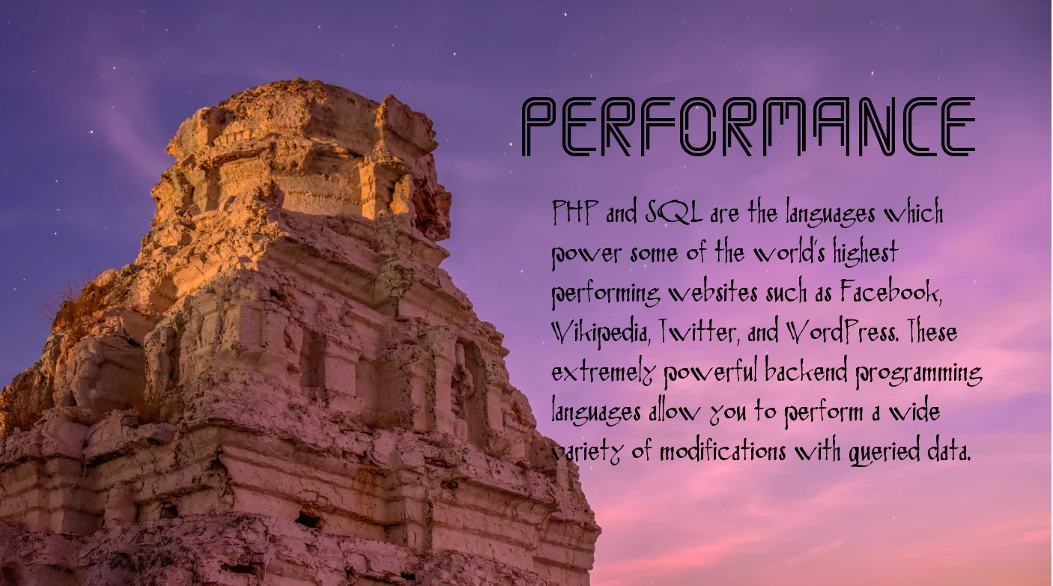 PERFORMANCE
PHP and SQL are the languages which
power some of the world's highest
performing websites such as Facebook,
Wikipedia, Twitter, and WordPress. These
extremely powerful backend programming
languages allow you to perform a wide
variety of modifications with queried data.